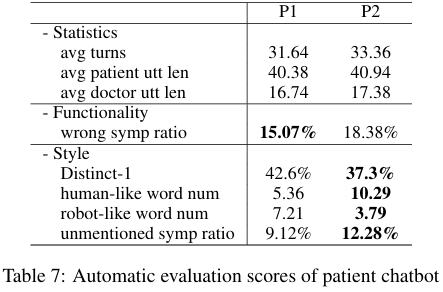 P1 P2
- Statistics
avg turns 31.64 33.36
avg patient utt len 40.38 40.94
avg doctor utt len 16.74 17.38
- Functionality
wrong symp ratio 15.07% 18.38%
- Style
Distinct-1 42.6% 37.3%
human-like word num 5.36 10.29
robot-like word num 7.21 3.79
unmentioned symp ratio 9.12% 12.28%
Table 7: Automatic evaluation scores of patient chatbot